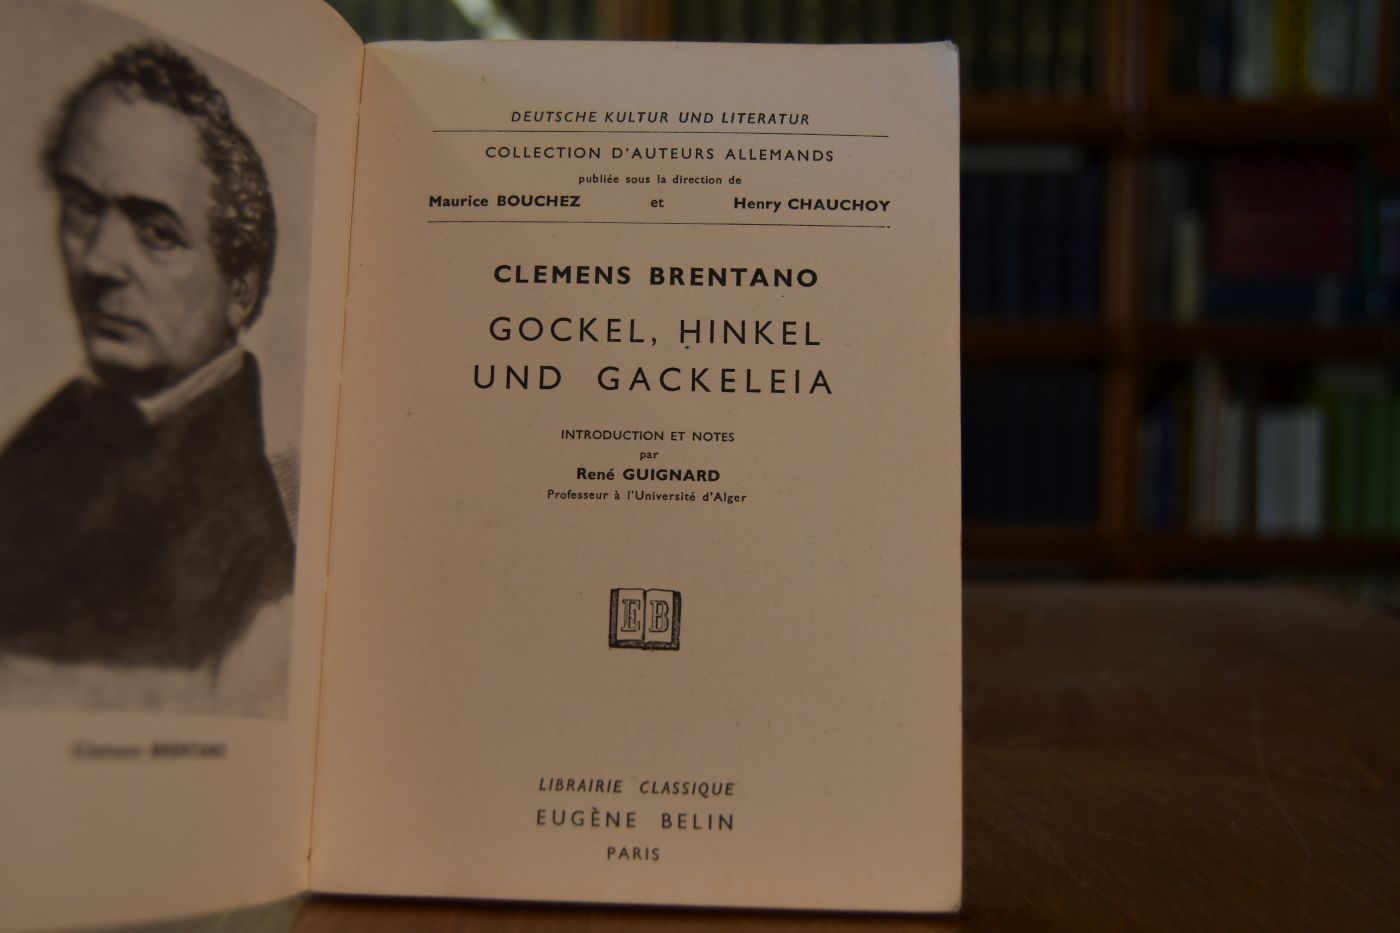 Clemens BRENTANO
DEUTSCHE KULTUR UND LITERATUR
COLLECTION D'AUTEURS ALLEMANDS
publiée sous la direction de
Maurice BOUCHEZ et Henry CHAUCHOY
CLEMENS BRENTANO
GOCKEL, HINKEL
UND GACKELEIA
INTRODUCTION ET NOTES
par
René GUIGNARD
Professeur à l'Université d'Alger
EB
LIBRAIRIE CLASSIQUE
EUGÈNE BELIN
PARIS